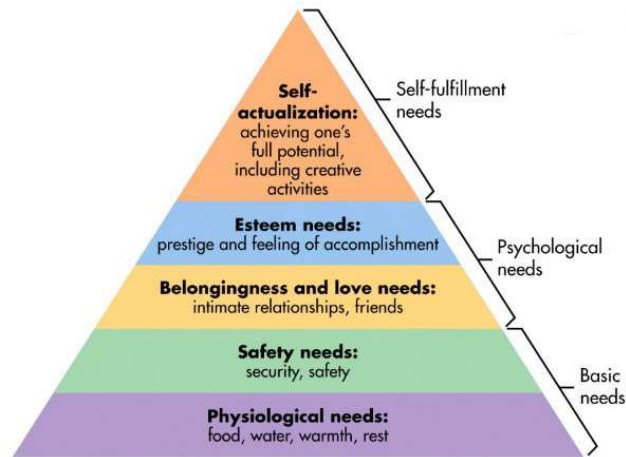 Self-
actualization:
achieving one's
full potential,
including creative
activities
Esteem needs:
prestige and feeling of accomplishment
Belongingness and love needs:
intimate relationships, friends
Safety needs:
security, safety
Physiological needs:
food, water, warmth, rest
Self-fulfillment
needs
Psychological
needs
Basic
needs